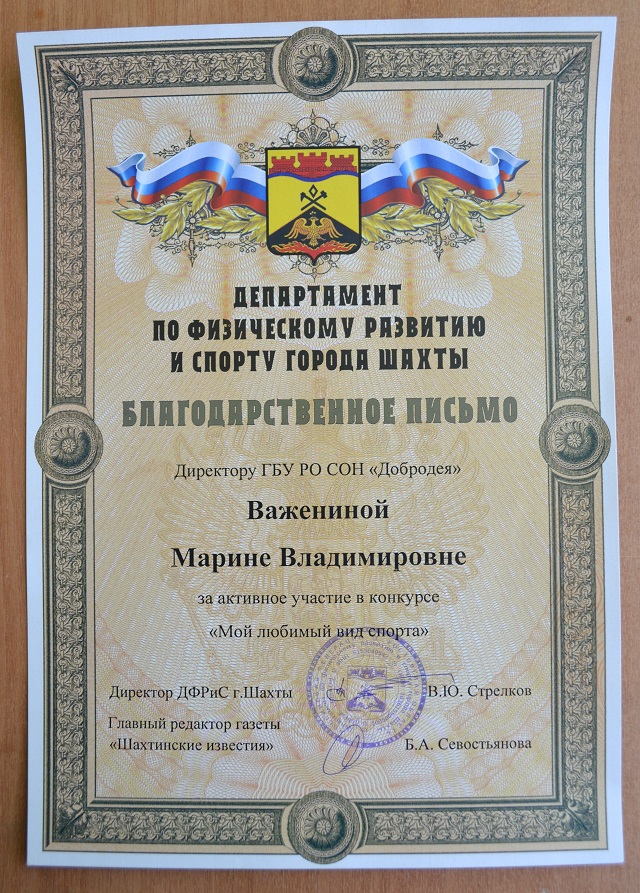 ДЕПАРТАМЕНТ
ПО ФИЗИЧЕСКОМУ РАЗВИТИЮ
И СПОРТУ ГОРОДА ШАХТЫ
БЛАГОДАРСТВЕННОЕ ПИСЬМО
Директору ГБУ РО СОН «Добродея»
Важениной
Марине Владимировне
за активное участие в конкурсе
«Мой любимый вид спорта»
Директор ДФРиС г.Шахты В.Ю. Стрелков
Главный редактор газеты
«Шахтинские известия» Б.А. Севостьянова